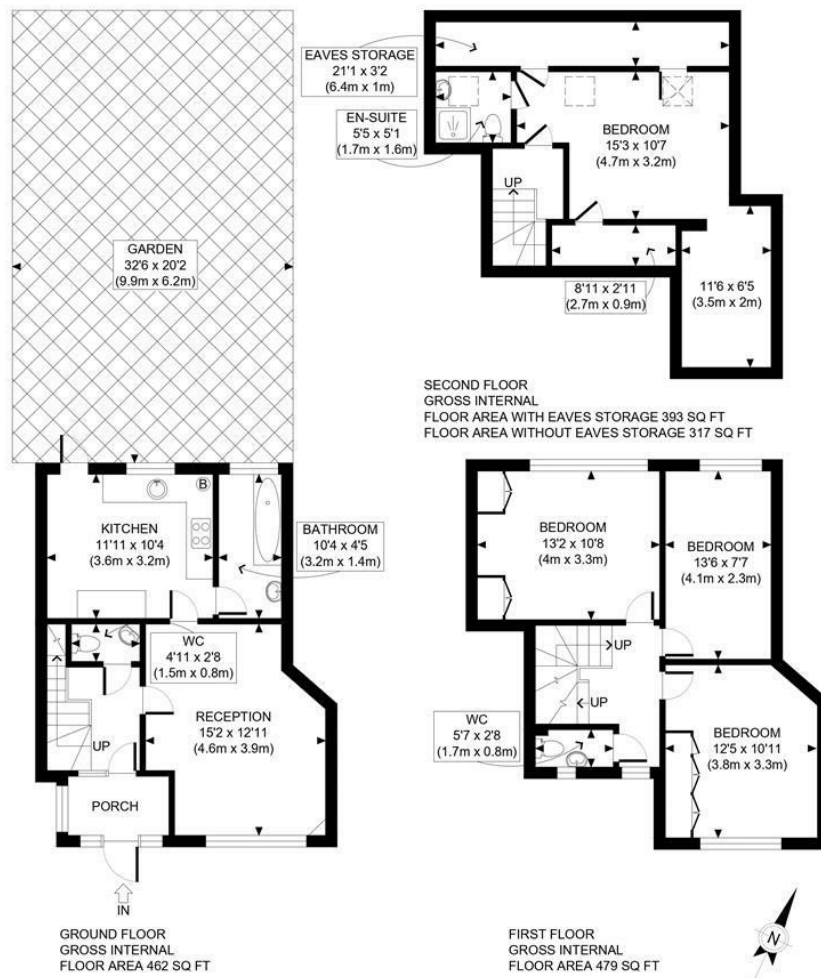 EAVES STORAGE
21'1 x 3'2
(6.4m x 1m)
EN-SUITE
5'5 x 5'1
(1.7m x 1.6m)
BEDROOM
15'3 x 10'7
(4.7m x 3.2m)
UP
8'11 x 2'11
(2.7m x 0.9m)
11'6 x 6'5
(3.5m x 2m)
SECOND FLOOR
GROSS INTERNAL
FLOOR AREA WITH EAVES STORAGE 393 SQ FT
FLOOR AREA WITHOUT EAVES STORAGE 317 SQ FT
GARDEN
32'6 x 20'2
(9.9m x 6.2m)
KITCHEN
11'11 x 10'4
(3.6m x 3.2m)
B
BATHROOM
10'4 x 4'5
(3.2m x 1.4m)
WC
4'11 x 2'8
(1.5m x 0.8m)
RECEPTION
15'2 x 12'11
(4.6m x 3.9m)
UP
PORCH
IN
GROUND FLOOR
GROSS INTERNAL
FLOOR AREA 462 SQ FT
BEDROOM
13'2 x 10'8
(4m x 3.3m)
BEDROOM
13'6 x 7'7
(4.1m x 2.3m)
UP
UP
WC
5'7 x 2'8
(1.7m x 0.8m)
BEDROOM
12'5 x 10'11
(3.8m x 3.3m)
FIRST FLOOR
GROSS INTERNAL
FLOOR AREA 479 SQ FT
N